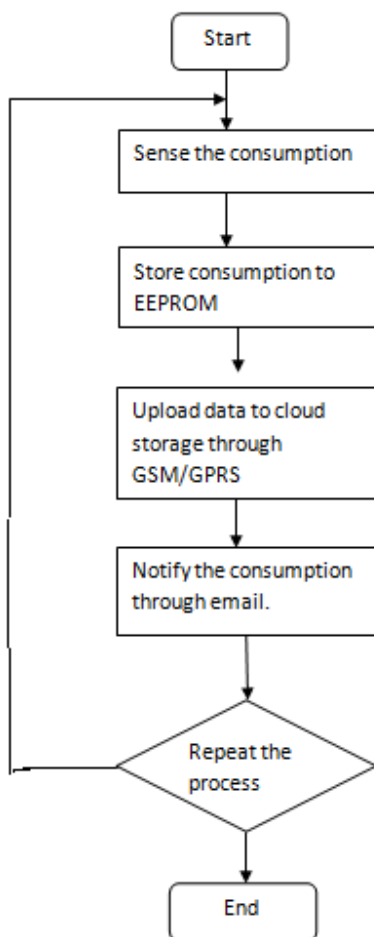 Start
Sense the consumption
Store consumption to
EEPROM
Upload data to cloud
storage through
GSM/GPRS
Notify the consumption
through email.
Repeat the
process
End